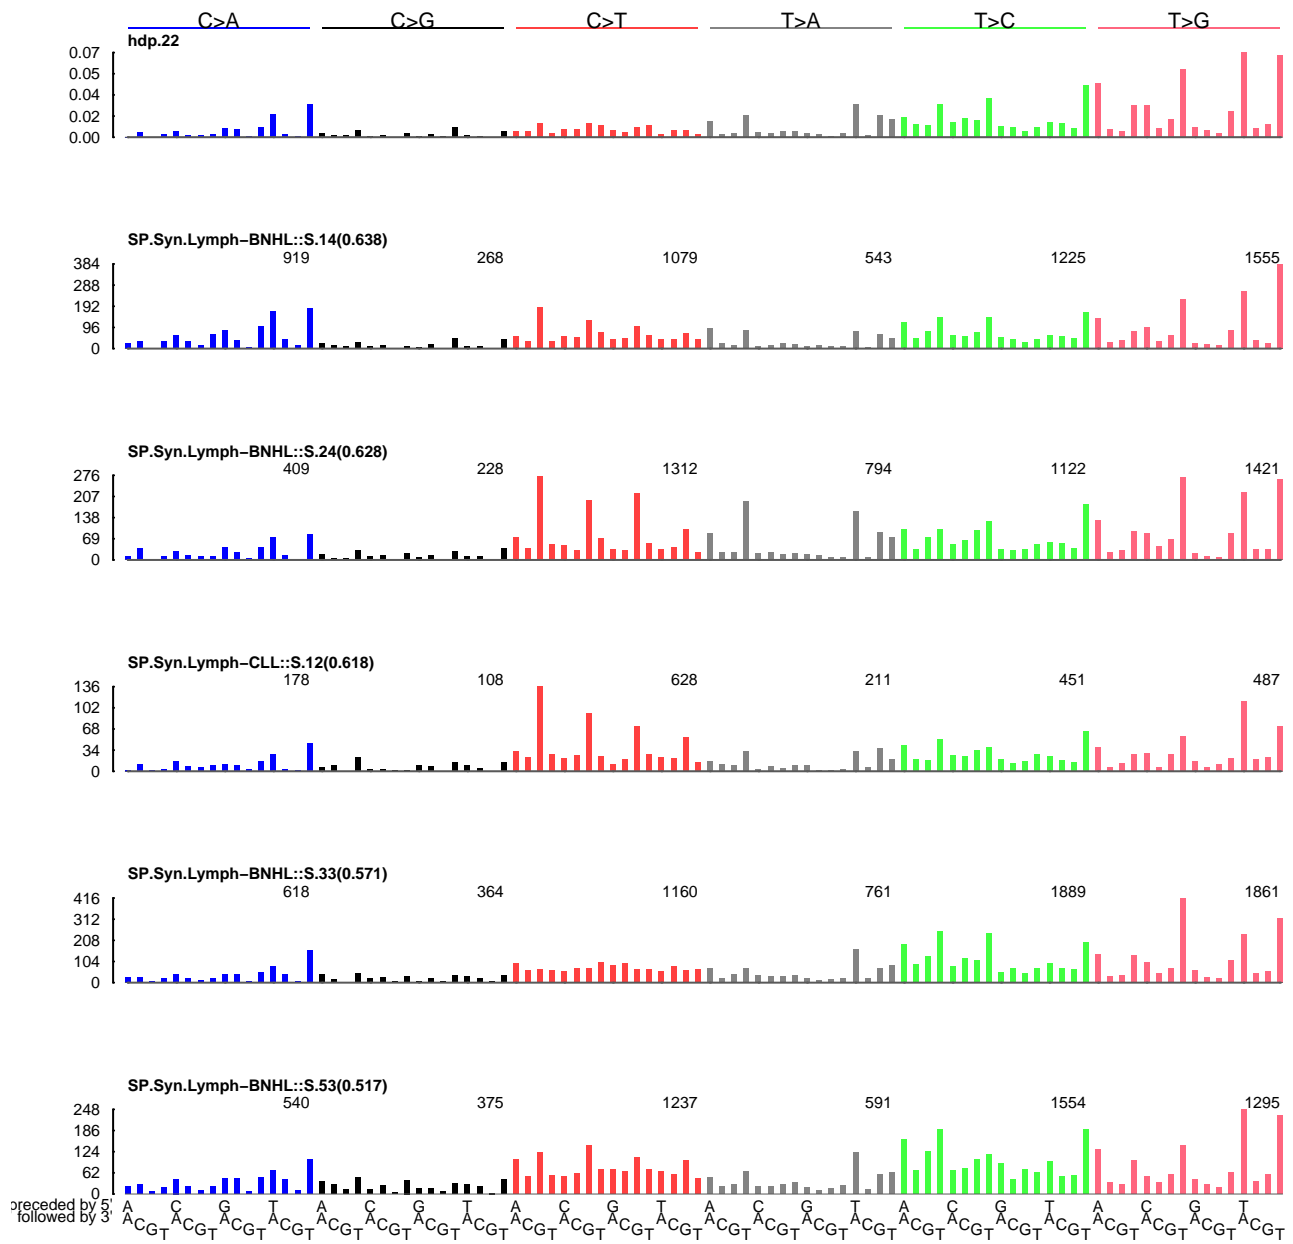 C>A C>G C>T T>A T>C T>G
hdp.22
0.07
0.05
0.04
0.02
0.00
SP.Syn.Lymph−BNHL::S.14(0.638)
919 268 1079 543 1225 1555
384
288
192
96
0
SP.Syn.Lymph−BNHL::S.24(0.628)
409 228 1312 794 1122 1421
276
207
138
69
0
SP.Syn.Lymph−CLL::S.12(0.618)
178 108 628 211 451 487
136
102
68
34
0
SP.Syn.Lymph−BNHL::S.33(0.571)
618 364 1160 761 1889 1861
416
312
208
104
0
SP.Syn.Lymph−BNHL::S.53(0.517)
540 375 1237 591 1554 1295
248
186
124
62
0
preceded by 5' A C G T A C G T A C G T A C G T A C G T A C G T
followed by 3' A C G T A C G T A C G T A C G T A C G T A C G T A C G T A C G T A C G T A C G T A C G T A C G T A C G T A C G T A C G T A C G T A C G T A C G T A C G T A C G T A C G T A C G T A C G T A C G T